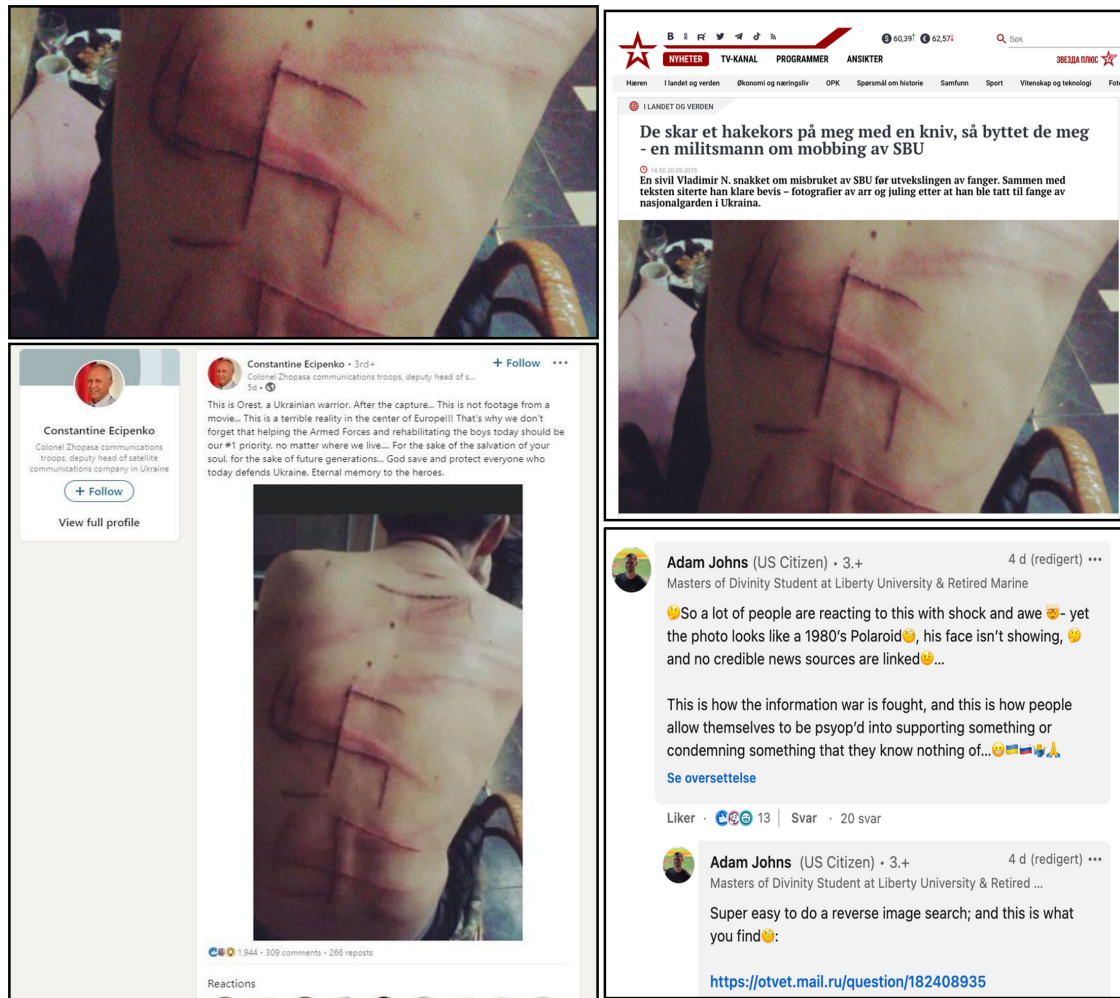 B
60,39↑
62,57↓
Søk
NYHETER
TV-KANAL
PROGRAMMER
ANSIKTER
ЗВЕЗДА ПЛЮС
Hæren
I landet og verden
Økonomi og næringsliv
OPK
Spørsmål om historie
Samfunn
Sport
Vitenskap og teknologi
I LANDET OG VERDEN
De skar et hakekors på meg med en kniv, så byttet de meg
- en militsmann om mobbing av SBU
14:50 20.09.2015
En sivil Vladimir N. snakket om misbruket av SBU før utvekslingen av fanger. Sammen med
teksten siterte han klare bevis – fotografier av arr og juling etter at han ble tatt til fange av
nasjonalgarden i Ukraina.
Constantine Ecipenko
Colonel Zhopasa communications
troops, deputy head of satellite
communications company in Ukraine
+ Follow
View full profile
Constantine Ecipenko • 3rd+
+ Follow
Colonel Zhopasa communications troops, deputy head of s...
5d •
This is Orest, a Ukrainian warrior. After the capture... This is not footage from a
movie... This is a terrible reality in the center of Europe!!! That's why we don't
forget that helping the Armed Forces and rehabilitating the boys today should be
our #1 priority, no matter where we live.... For the sake of the salvation of your
soul, for the sake of future generations... God save and protect everyone who
today defends Ukraine. Eternal memory to the heroes.
1,944 • 309 comments • 266 reposts
Reactions
Adam Johns (US Citizen) • 3.+
4 d (redigert) •••
Masters of Divinity Student at Liberty University & Retired Marine
🤔So a lot of people are reacting to this with shock and awe 🤯- yet
the photo looks like a 1980's Polaroid🧐, his face isn't showing, 🤔
and no credible news sources are linked🤨...
This is how the information war is fought, and this is how people
allow themselves to be psyop'd into supporting something or
condemning something that they know nothing of...
Se oversettelse
Liker · 13 | Svar · 20 svar
Adam Johns (US Citizen) • 3.+
4 d (redigert) •••
Masters of Divinity Student at Liberty University & Retired ...
Super easy to do a reverse image search; and this is what
you find🧐:
https://otvet.mail.ru/question/182408935